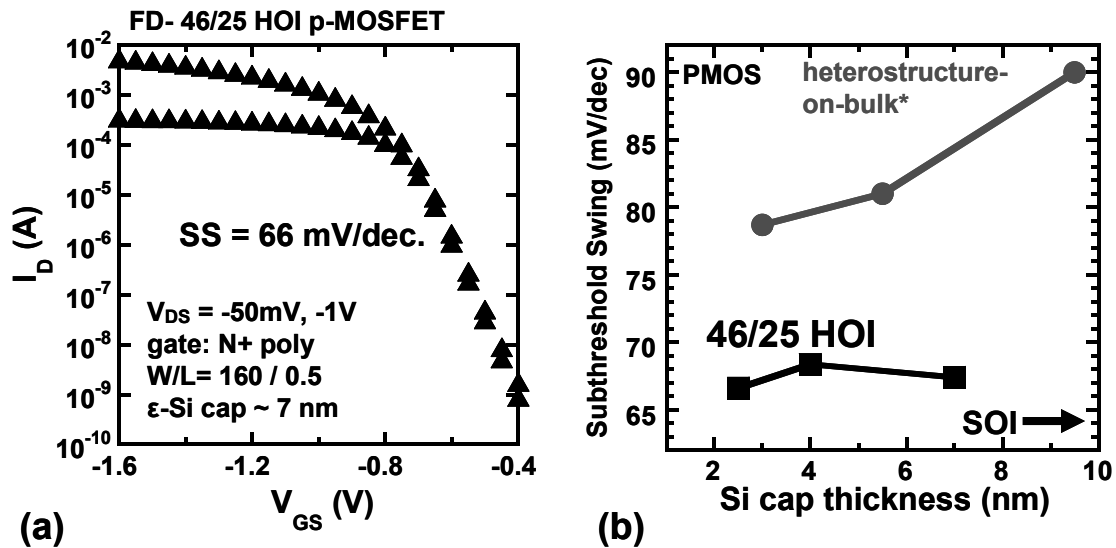 FD- 46/25 HOI p-MOSFET
10⁻²
10⁻³
10⁻⁴
10⁻⁵
10⁻⁶
10⁻⁷
10⁻⁸
10⁻⁹
10⁻¹⁰
I_D (A)
SS = 66 mV/dec.
V_DS = -50mV, -1V
gate: N+ poly
W/L= 160 / 0.5
ε-Si cap ~ 7 nm
-1.6 -1.2 -0.8 -0.4
V_GS (V)
(a)
PMOS
heterostructure-
on-bulk*
90
85
80
75
70
65
Subthreshold Swing (mV/dec)
46/25 HOI
SOI
2 4 6 8 10
Si cap thickness (nm)
(b)